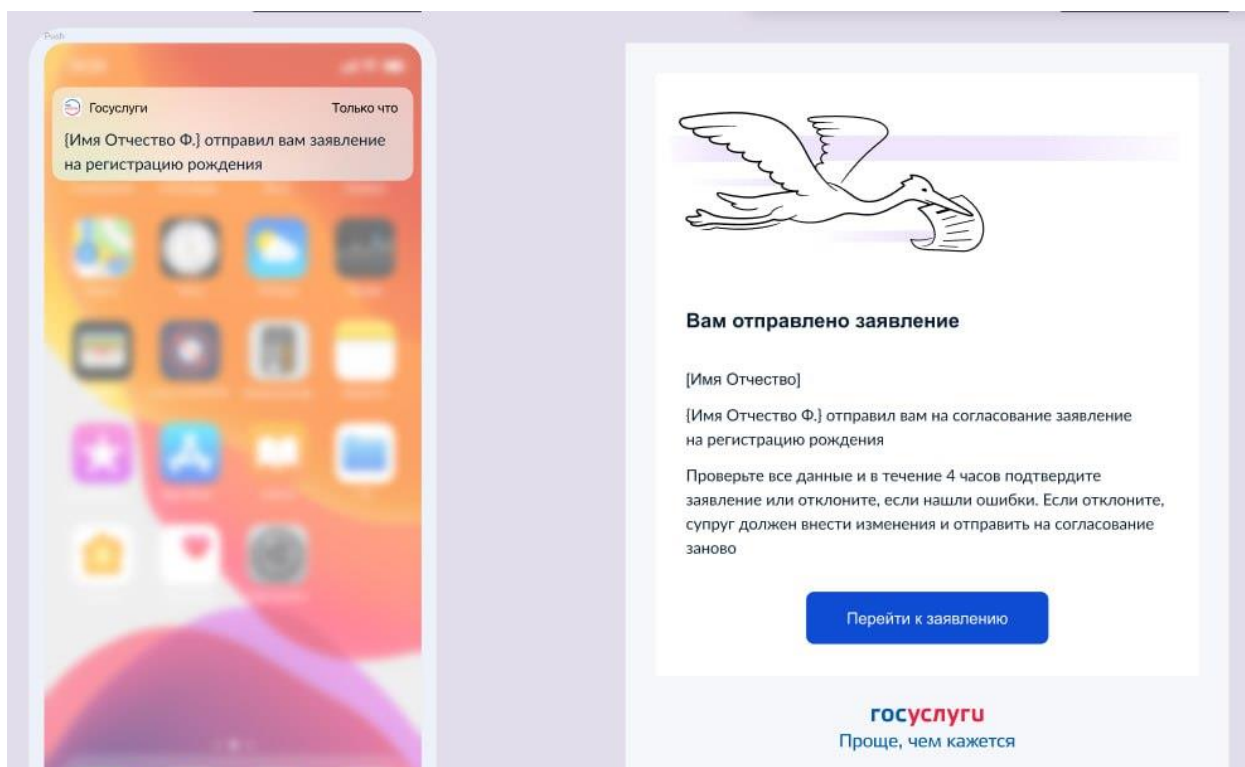 Push
Госуслуги
Только что
{Имя Отчество Ф.} отправил вам заявление
на регистрацию рождения
Вам отправлено заявление
[Имя Отчество]
{Имя Отчество Ф.} отправил вам на согласование заявление
на регистрацию рождения
Проверьте все данные и в течение 4 часов подтвердите
заявление или отклоните, если нашли ошибки. Если отклоните,
супруг должен внести изменения и отправить на согласование
заново
Перейти к заявлению
госуслуги
Проще, чем кажется